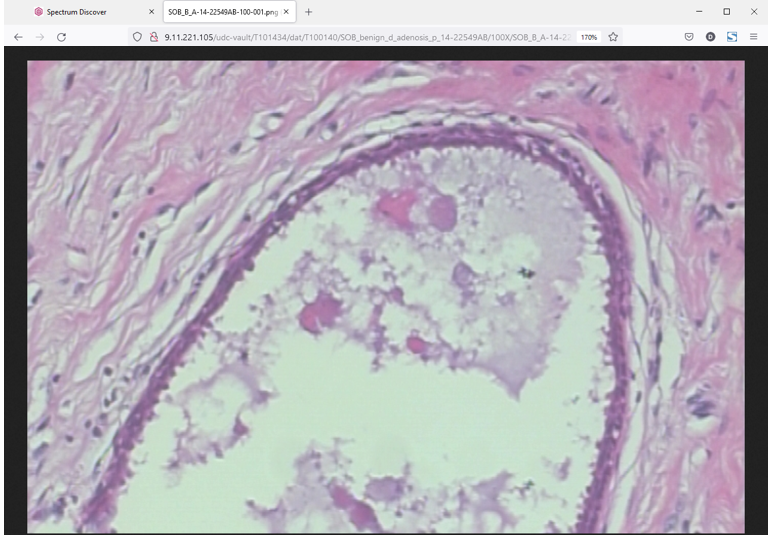 Spectrum Discover
SOB_B_A-14-22549AB-100-001.png
9.11.221.105/udc-vault/T101434/dat/T100140/SOB_benign_d_adenosis_p_14-22549AB/100X/SOB_B_A-14-22
170%